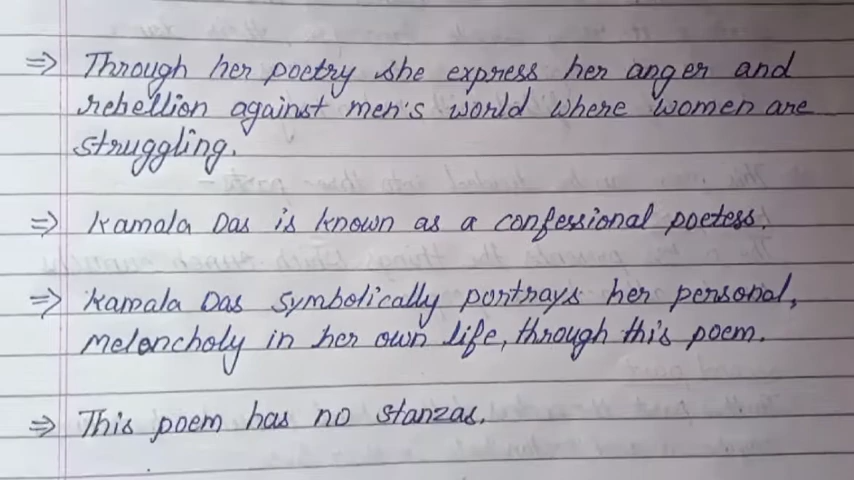 ⇒ Through her poetry she express her anger and
rebellion against men's world where women are
struggling.
⇒ Kamala Das is known as a confessional poetess.
⇒ Kamala Das symbolically portrays her personal,
melancholy in her own life, through this poem.
⇒ This poem has no stanzas.